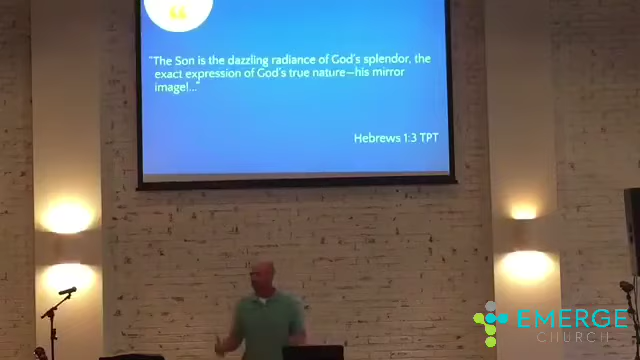 "The Son is the dazzling radiance of God's splendor, the
exact expression of God's true nature—his mirror
image!..."
Hebrews 1:3 TPT
EMERGE
CHURCH